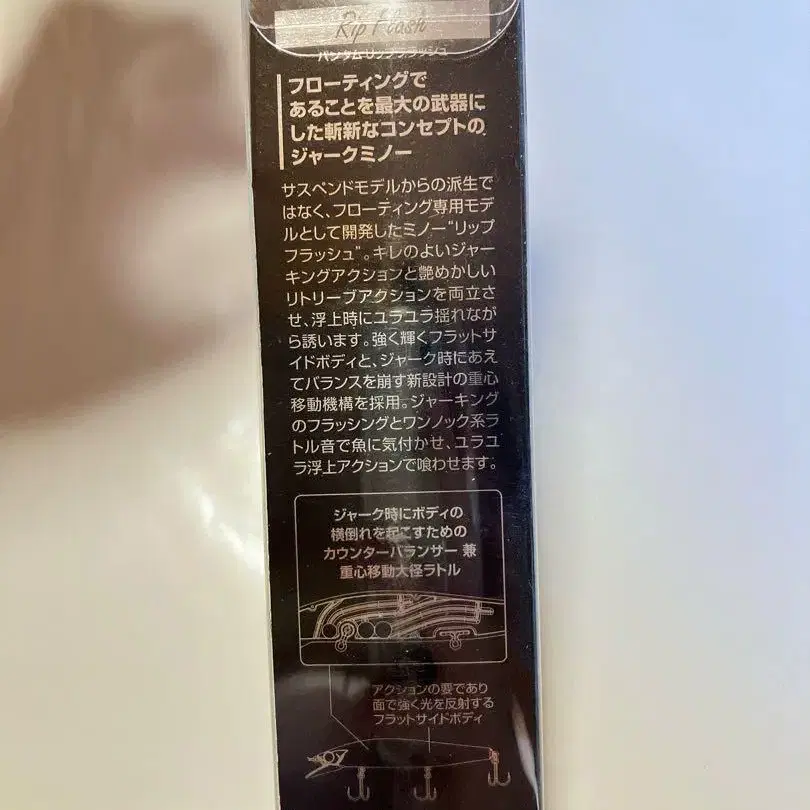 Rip Flash
バンタム リップフラッシュ
フローティングで
あることを最大の武器に
した斬新なコンセプトの
ジャークミノー
サスペンドモデルからの派生で
はなく、フローティング専用モデ
ルとして開発したミノー“リップ
フラッシュ”。キレのよいジャー
キングアクションと艶めかしい
リトリーブアクションを両立さ
せ、浮上時にユラユラ揺れなが
ら誘います。強く輝くフラットサ
イドボディと、ジャーク時にあえ
てバランスを崩す新設計の重心
移動機構を採用。ジャーキング
のフラッシングとワンノック系ラ
トル音で魚に気付かせ、ユラユ
ラ浮上アクションで喰わせます。
ジャーク時にボディの
横倒れを起こすための
カウンターバランサー 兼
重心移動大径ラトル
アクションの要であり
面で強く光を反射する
フラットサイドボディ